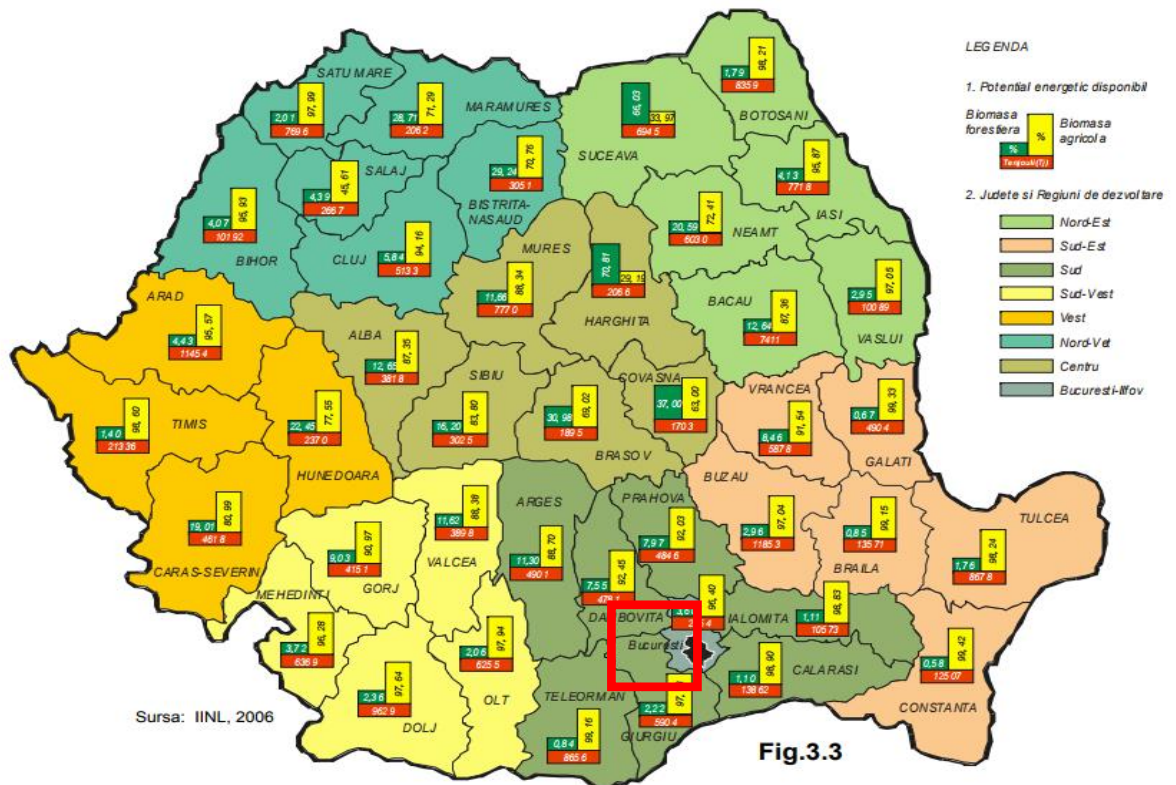 LEGENDA
1. Potential energetic disponibil
Biomasa
forestiera
%
%
Terajouli(TJ)
Biomasa
agricola
2. Judete si Regiuni de dezvoltare
Nord-Est
Sud-Est
Sud
Sud-Vest
Vest
Nord-Vet
Centru
Bucuresti-Ilfov
SATU MARE
2,01
97, 99
769 6
MARAMURES
28, 71
71, 29
206 2
SUCEAVA
66, 03
33, 97
694 5
BOTOSANI
1,79
98, 21
835 9
SALAJ
4,39
45, 61
266 7
BISTRITA-
NASAUD
29, 24
70, 76
305 1
IASI
4,13
95, 87
771 8
BIHOR
4,07
95, 93
101 92
CLUJ
5,84
94, 16
513 3
MURES
11,66
88, 34
777 0
HARGHITA
70, 81
29, 19
206 6
NEAMT
20, 59
72, 41
603 0
BACAU
12, 64
87, 36
7411
VASLUI
2,95
97, 05
100 89
ARAD
4,43
95, 57
1145 4
ALBA
12, 65
87, 35
381 8
SIBIU
16, 20
83, 80
302 5
BRASOV
30, 98
69, 02
189 5
COVASNA
37, 00
63, 00
170 3
VRANCEA
8,46
91, 54
587 8
GALATI
0,67
99, 33
490 4
TIMIS
1,40
98, 60
213 36
HUNEDOARA
22, 45
77, 55
237 0
CARAS-SEVERIN
19, 01
80, 99
461 8
GORJ
9,03
90, 97
415 1
VALCEA
11,62
88, 38
389 8
ARGES
11,30
88, 70
490 1
PRAHOVA
7,97
92, 03
484 6
BUZAU
2,96
97, 04
1185 3
BRAILA
0,85
99, 15
135 71
TULCEA
1,76
98, 24
867 8
MEHEDINTI
3,72
96, 28
636 9
DOLJ
2,36
97, 64
962 9
OLT
2,06
97, 94
625 5
7,55
92, 45
Bucuresti
96, 40
IALOMITA
1,11
98, 83
105 73
CALARASI
1,10
98, 90
138 62
CONSTANTA
0,58
99, 42
125 07
TELEORMAN
0,84
99, 16
865 6
GIURGIU
2,22
590 4
Sursa: IINL, 2006
Fig.3.3